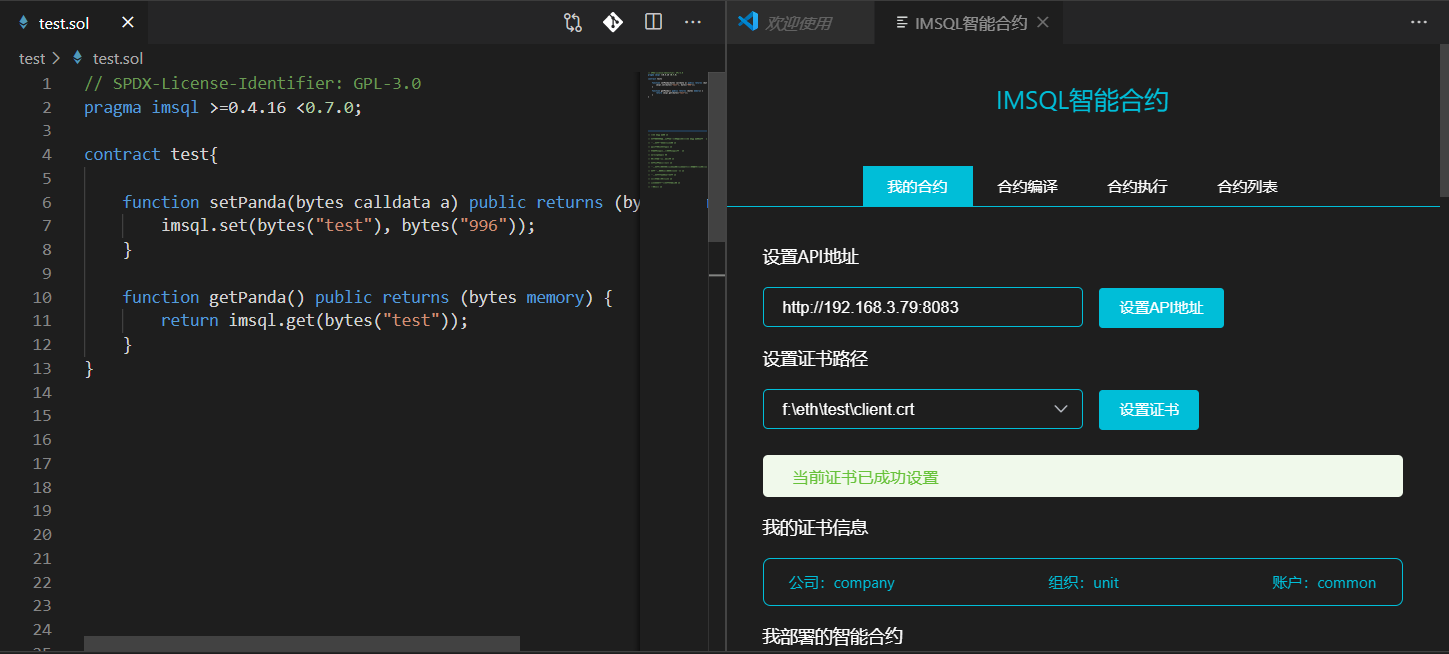 test.sol
test > test.sol
1 // SPDX-License-Identifier: GPL-3.0
2 pragma imsql >=0.4.16 <0.7.0;
3
4 contract test{
5
6 function setPanda(bytes calldata a) public returns (by
7 imsql.set(bytes("test"), bytes("996"));
8 }
9
10 function getPanda() public returns (bytes memory) {
11 return imsql.get(bytes("test"));
12 }
13 }
14
15
16
17
18
19
20
21
22
23
24
25
欢迎使用
IMSQL智能合约
IMSQL智能合约
我的合约 合约编译 合约执行 合约列表
设置API地址
http://192.168.3.79:8083 设置API地址
设置证书路径
f:\eth\test\client.crt 设置证书
当前证书已成功设置
我的证书信息
公司：company 组织：unit 账户：common
我部署的智能合约